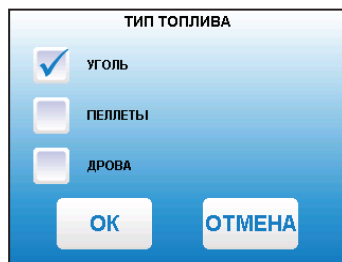 ТИП ТОПЛИВА
УГОЛЬ
ПЕЛЛЕТЫ
ДРОВА
ОК ОТМЕНА